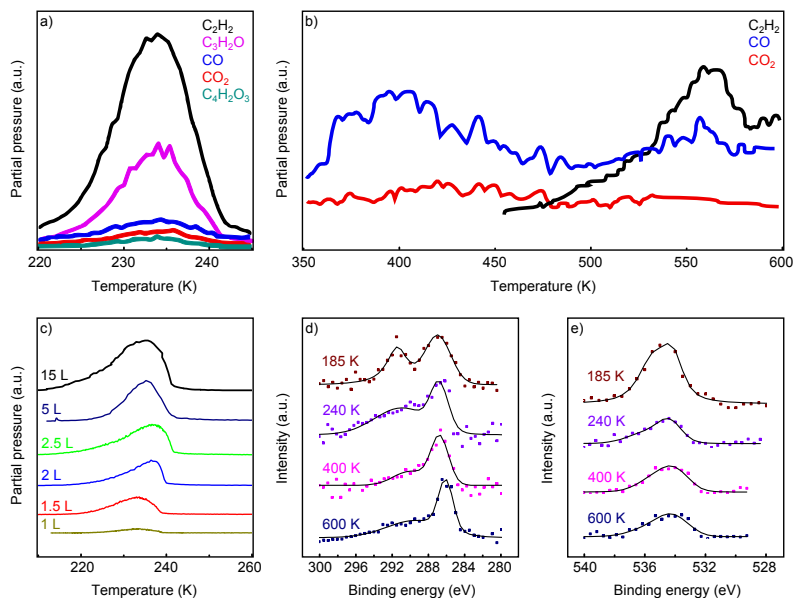 a)
C₂H₂
C₃H₂O
CO
CO₂
C₄H₂O₃
Partial pressure (a.u.)
220 230 240
Temperature (K)
b)
C₂H₂
CO
CO₂
Partial pressure (a.u.)
350 400 450 500 550 600
Temperature (K)
c)
15 L
5 L
2.5 L
2 L
1.5 L
1 L
Partial pressure (a.u.)
220 230 240 250 260
Temperature (K)
d)
185 K
240 K
400 K
600 K
Intensity (a.u.)
300 296 292 288 284 280
Binding energy (eV)
e)
185 K
240 K
400 K
600 K
Intensity (a.u.)
540 536 532 528
Binding energy (eV)